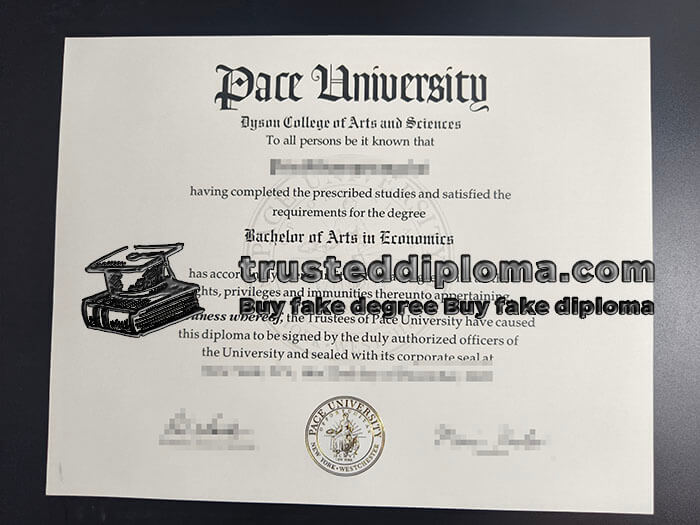 Pace University
Dyson College of Arts and Sciences
To all persons be it known that
having completed the prescribed studies and satisfied the
requirements for the degree
Bachelor of Arts in Economics
trusteddiploma.com
has
rights, privileges and immunities thereunto appertaining
Buy fake degree Buy fake diploma
whereof, the Trustees of Pace University have caused
this diploma to be signed by the duly authorized officers of
the University and sealed with its corporate seal at
PACE UNIVERSITY
NEW YORK • WESTCHESTER